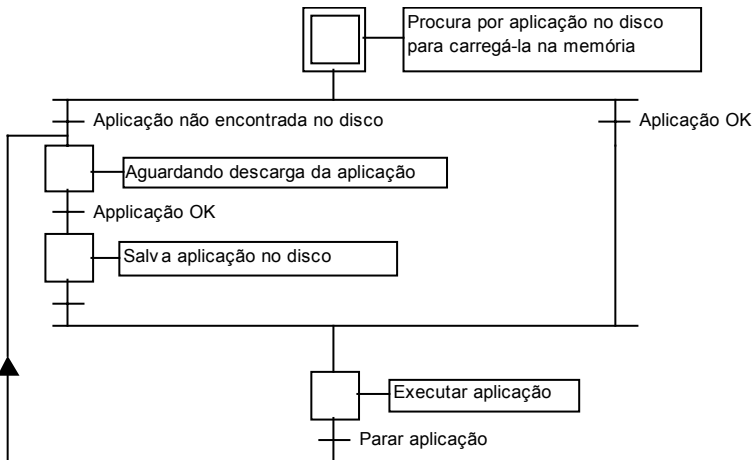 Procura por aplicação no disco
para carregá-la na memória
Aplicação não encontrada no disco
Aplicação OK
Aguardando descarga da aplicação
Applicação OK
Salva aplicação no disco
Executar aplicação
Parar aplicação